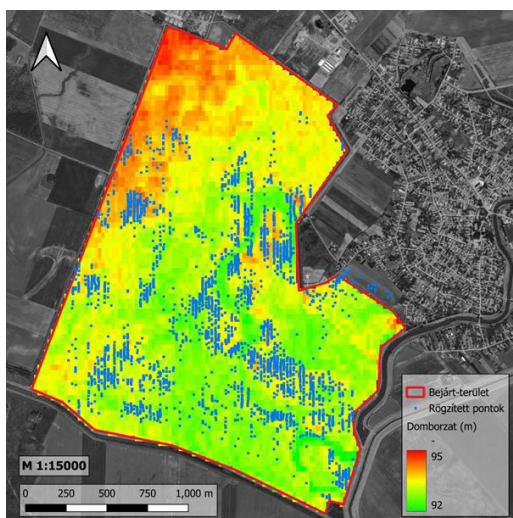 Bejárt-terület
Rögzített pontok
Domborzat (m)
-
95
92
M 1:15000
0 250 500 750 1,000 m